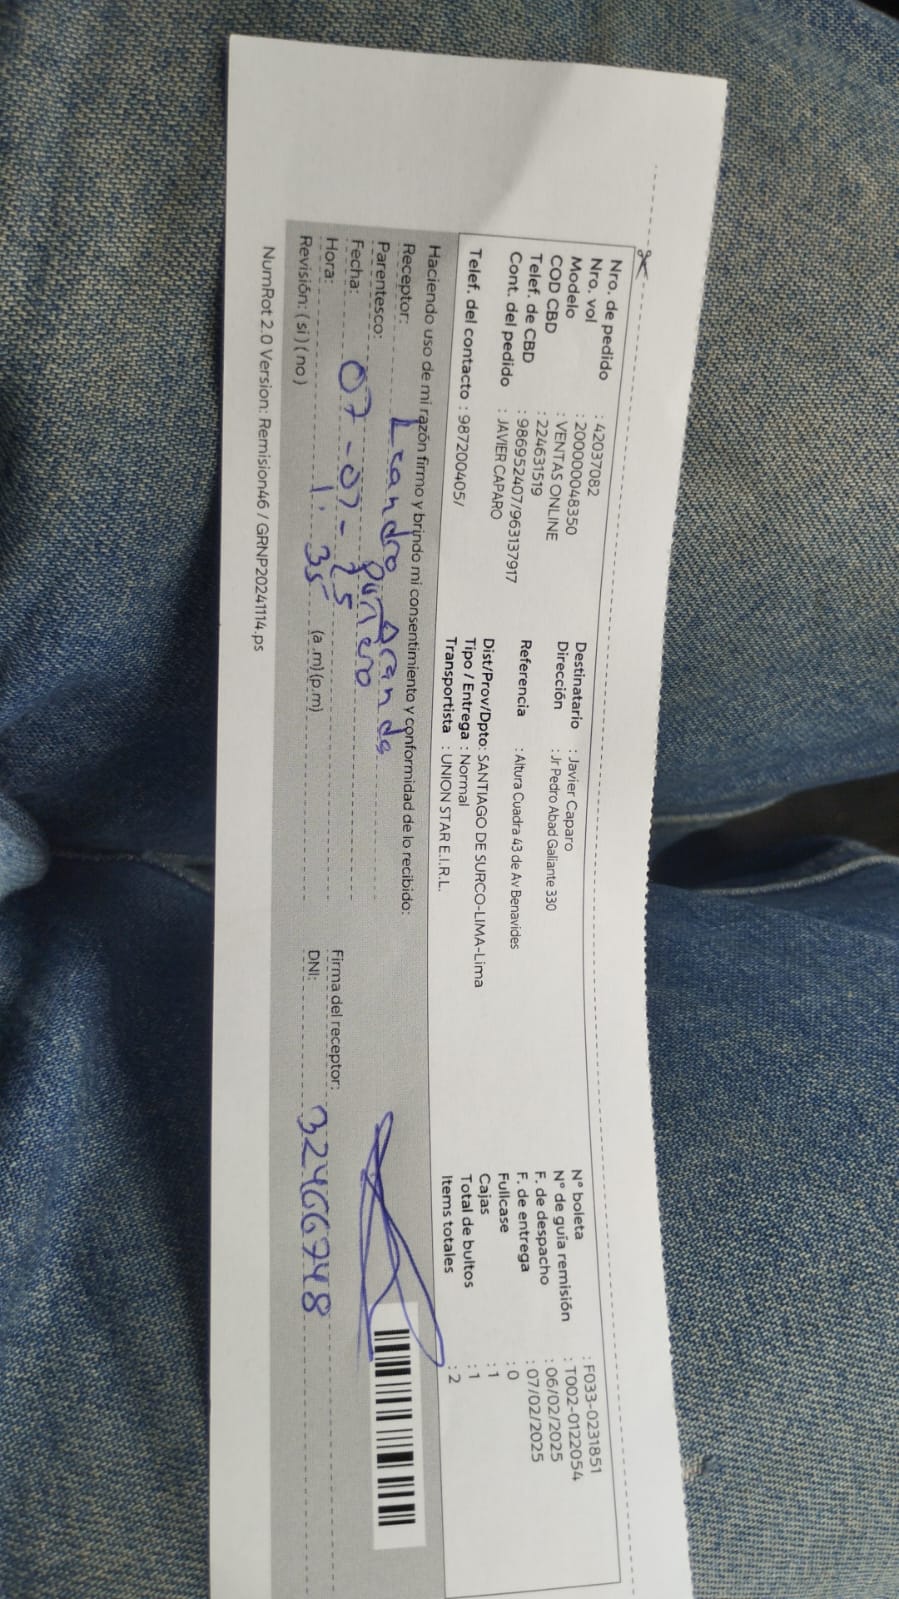 Nro. de pedido : 42037082
Nro. vol : 200000048350
Modelo : VENTAS ONLINE
COD CBD : 224631519
Telef. de CBD : 986952407/963137917
Cont. del pedido : JAVIER CAPARO
Telef. del contacto : 987200405/
Destinatario : Javier Caparo
Dirección : Jr Pedro Abad Galiante 330
Referencia : Altura Cuadra 43 de Av Benavides
Dist/Prov/Dpto: SANTIAGO DE SURCO-LIMA-Lima
Tipo / Entrega : Normal
Transportista : UNION STAR E.I.R.L.
N° boleta : F033-0231851
N° de guía remisión : T002-0122054
F. de despacho : 06/02/2025
F. de entrega : 07/02/2025
Fullcase : 0
Cajas : 1
Total de bultos : 1
Items totales : 2
Haciendo uso de mi razón firmo y brindo mi consentimiento y conformidad de lo recibido:
Receptor: Leandro Aranda
Parentesco: portero
Fecha: 07-02-25
Hora: 1:35 (a.m)(p.m)
Revisión: ( si ) ( no )
Firma del receptor:
DNI: 32466748
NumRot 2.0 Version: Remision46 / GRNP20241114.ps